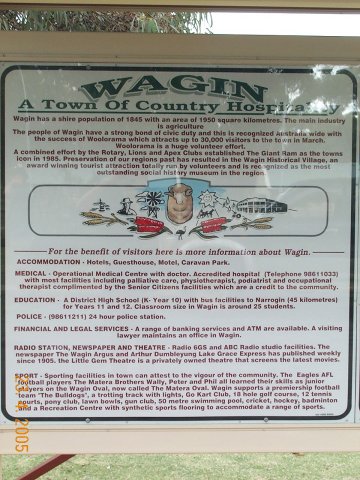 WAGIN
A Town Of Country Hospitality
Wagin has a shire population of 1845 with an area of 1950 square kilometres. The main industry
is agriculture
The people of Wagin have a strong bond of civic duty and this is recognized Australia wide with
the success of Woolorama which attracts up to 30,000 visitors to the town in March.
Woolorama is a huge volunteer effort.
A combined effort by the Rotary, Lions and Apex Clubs established The Giant Ram as the towns
icon in 1985. Preservation of our regions past has resulted in the Wagin Historical Village, an
award winning tourist attraction totally run by volunteers and is recognized as the most
outstanding social history museum in the region.
For the benefit of visitors here is more information about Wagin.
ACCOMMODATION - Hotels, Guesthouse, Motel, Caravan Park.
MEDICAL - Operational Medical Centre with doctor. Accredited hospital (Telephone 98611033)
with most facilities including palliative care, physiotherapist, podiatrist and occupational
therapist complimented by the Senior Citizens facilities which are a credit to the community.
EDUCATION - A District High School (K- Year 10) with bus facilities to Narrogin (45 kilometres)
for Years 11 and 12. Classroom size in Wagin is around 25 students.
POLICE - (98611211) 24 hour police station.
FINANCIAL AND LEGAL SERVICES - A range of banking services and ATM are available. A visiting
lawyer maintains an office in Wagin.
RADIO STATION, NEWSPAPER AND THEATRE - Radio 6GS and ABC Radio studio facilities. The
newspaper The Wagin Argus and Arthur Dumbleyung Lake Grace Express has published weekly
since 1905. the Little Gem Theatre is a privately owned theatre that screens the latest movies.
SPORT - Sporting facilities in town can attest to the vigour of the community. The Eagles AFL
football players The Matera Brothers Wally, Peter and Phil all learned their skills as junior
players on the Wagin Oval, now called The Matera Oval. Wagin supports a premiership football
team 'The Bulldogs', a trotting track with lights, Go Kart Club, 18 hole golf course, 12 tennis
courts, pony club, lawn bowls, gun club, 50 metre swimming pool, cricket, hockey, badminton
and a Recreation Centre with synthetic sports flooring to accommodate a range of sports.
2005